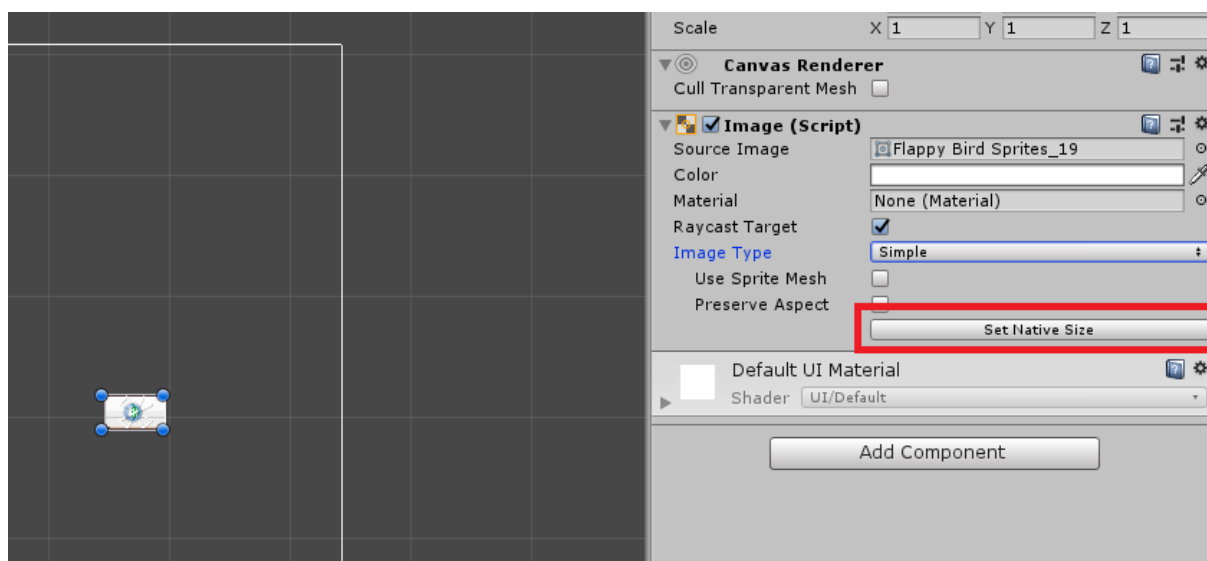 Scale X 1 Y 1 Z 1
Canvas Renderer
Cull Transparent Mesh
Image (Script)
Source Image Flappy Bird Sprites_19
Color
Material None (Material)
Raycast Target
Image Type Simple
Use Sprite Mesh
Preserve Aspect
Set Native Size
Default UI Material
Shader UI/Default
Add Component